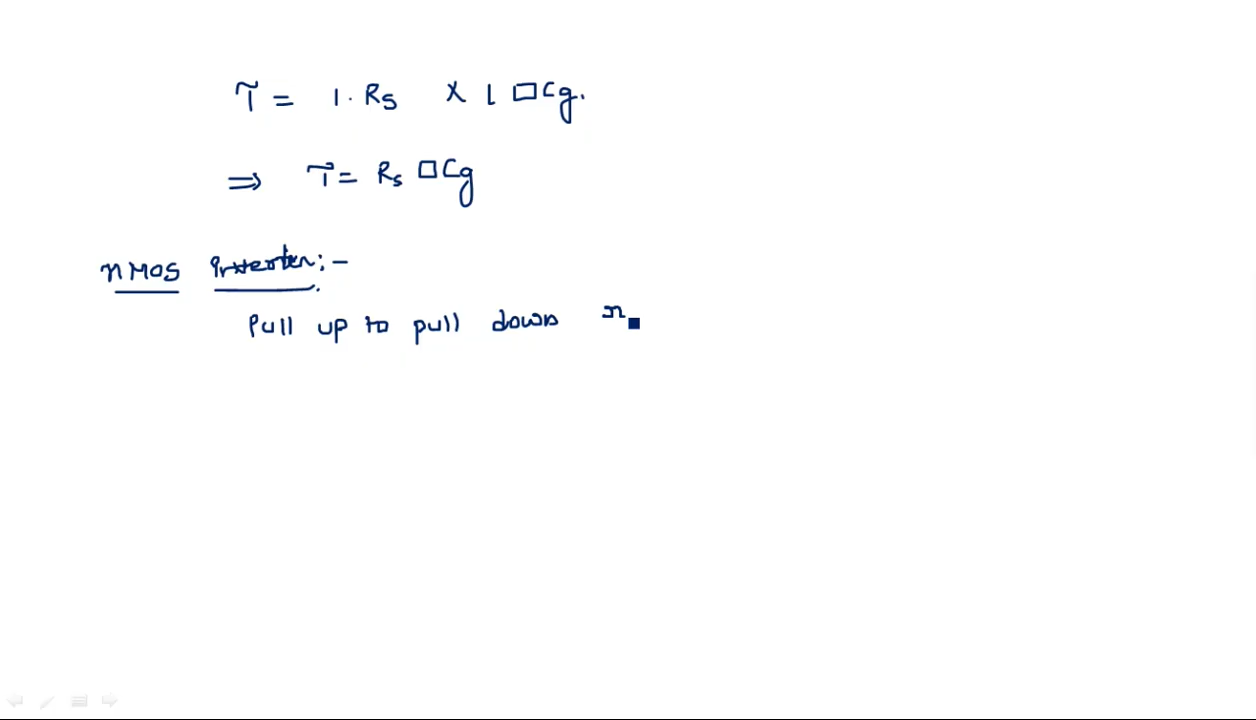 τ = 1. Rs × 1 □Cg.
⇒ τ = Rs □Cg
nMOS Inverter:-
Pull up to pull down